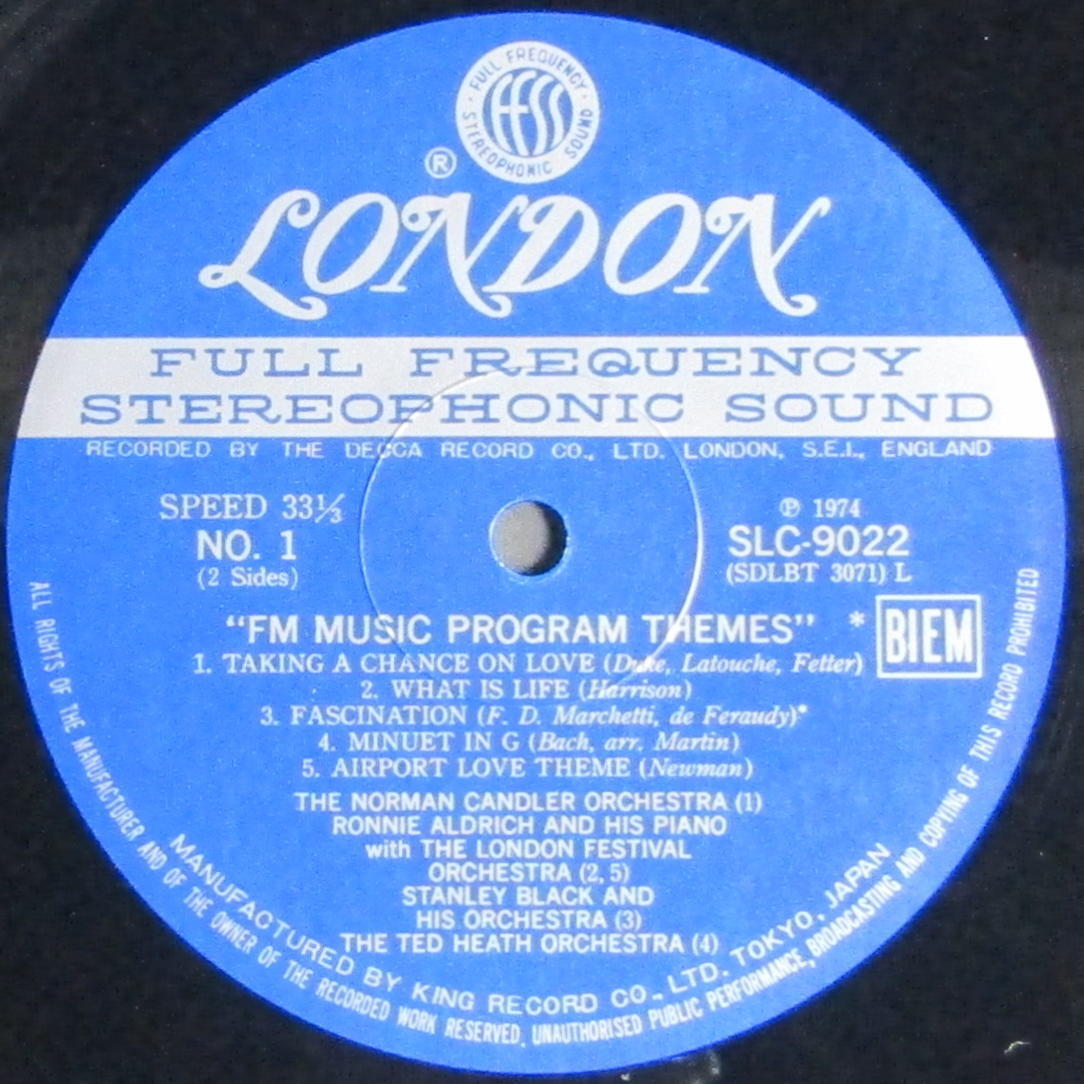 FULL FREQUENCY
STEREOPHONIC SOUND
FFSS
®
LONDON
FULL FREQUENCY
STEREOPHONIC SOUND
RECORDED BY THE DECCA RECORD CO., LTD. LONDON, S.E.I., ENGLAND
SPEED 33⅓
NO. 1
(2 Sides)
℗ 1974
SLC-9022
(SDLBT 3071) L
"FM MUSIC PROGRAM THEMES"
* BIEM
1. TAKING A CHANCE ON LOVE (Duke, Latouche, Fetter)
2. WHAT IS LIFE (Harrison)
3. FASCINATION (F. D. Marchetti, de Feraudy)*
4. MINUET IN G (Bach, arr. Martin)
5. AIRPORT LOVE THEME (Newman)
THE NORMAN CANDLER ORCHESTRA (1)
RONNIE ALDRICH AND HIS PIANO
with THE LONDON FESTIVAL
ORCHESTRA (2, 5)
STANLEY BLACK AND
HIS ORCHESTRA (3)
THE TED HEATH ORCHESTRA (4)
MANUFACTURED BY KING RECORD CO., LTD. TOKYO, JAPAN
ALL RIGHTS OF THE MANUFACTURER AND OF THE OWNER OF THE RECORDED WORK RESERVED, UNAUTHORISED PUBLIC PERFORMANCE, BROADCASTING AND COPYING OF THIS RECORD PROHIBITED